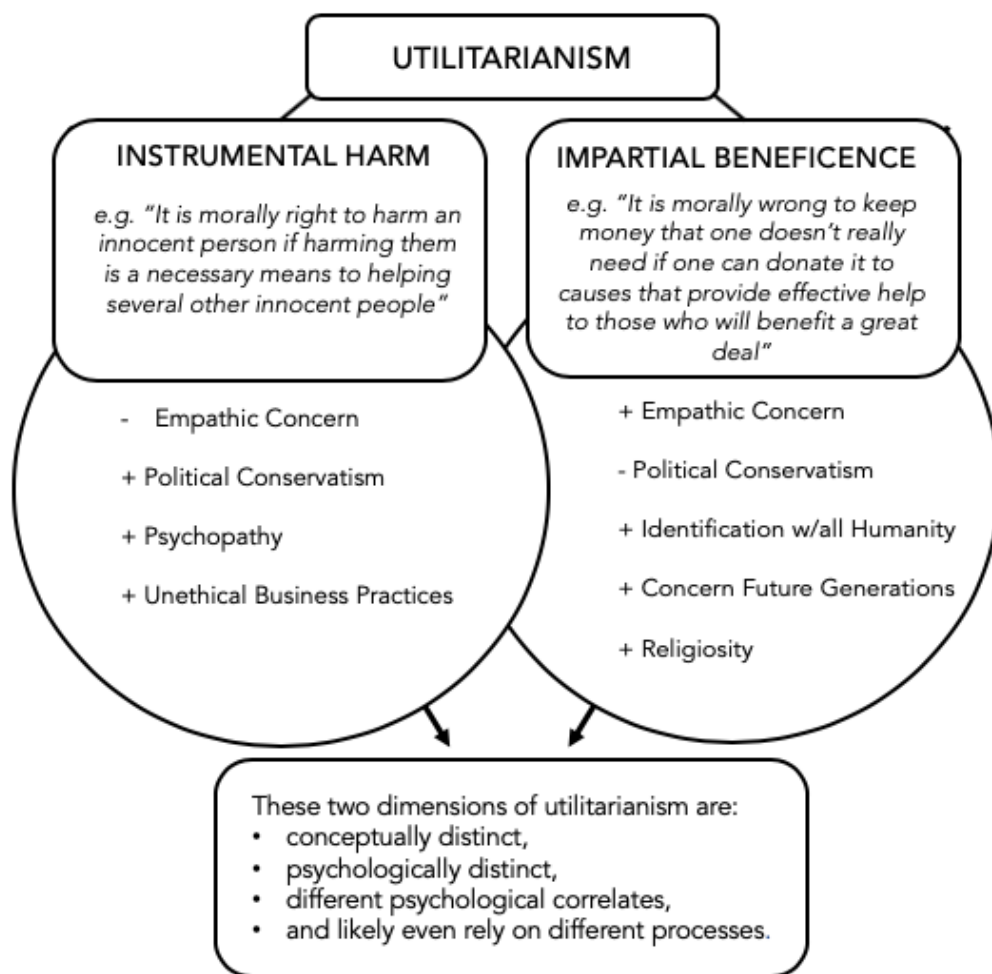 UTILITARIANISM
INSTRUMENTAL HARM
e.g. “It is morally right to harm an
innocent person if harming them
is a necessary means to helping
several other innocent people”
- Empathic Concern
+ Political Conservatism
+ Psychopathy
+ Unethical Business Practices
IMPARTIAL BENEFICENCE
e.g. “It is morally wrong to keep
money that one doesn’t really
need if one can donate it to
causes that provide effective help
to those who will benefit a great
deal”
+ Empathic Concern
- Political Conservatism
+ Identification w/all Humanity
+ Concern Future Generations
+ Religiosity
These two dimensions of utilitarianism are:
• conceptually distinct,
• psychologically distinct,
• different psychological correlates,
• and likely even rely on different processes.